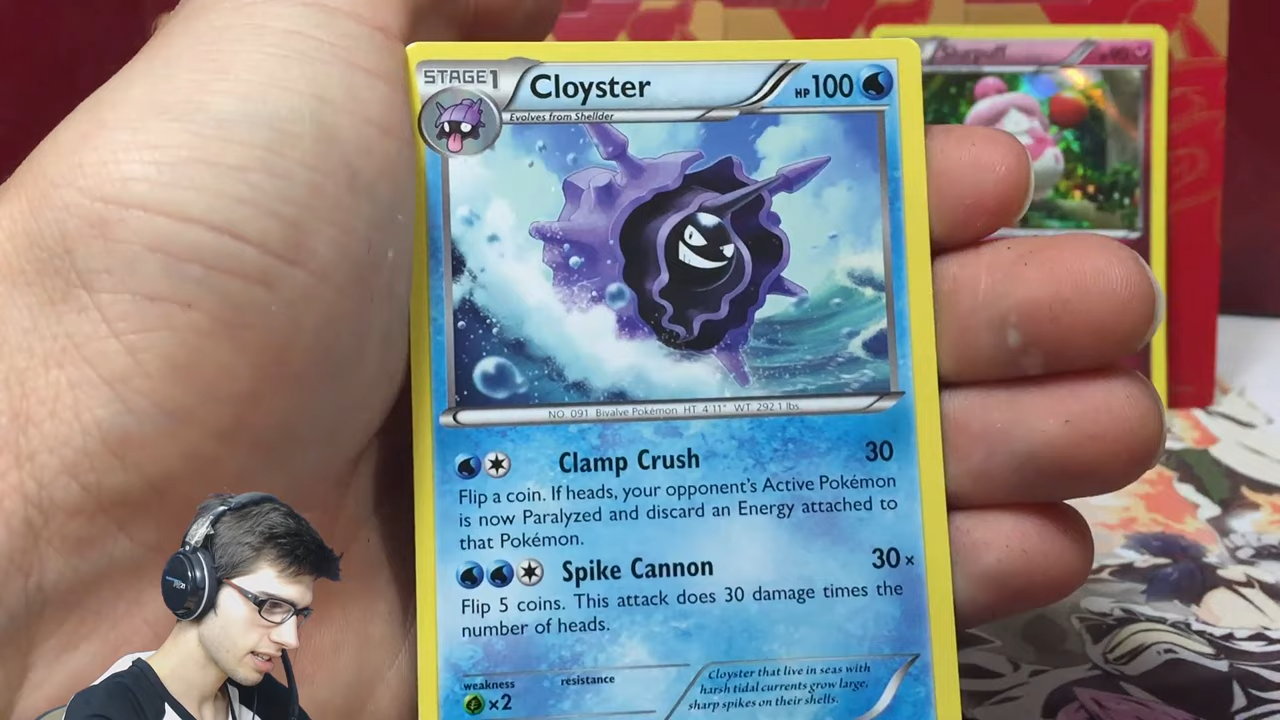 STAGE1
Cloyster
HP100
Evolves from Shellder
Slurpuff
NO. 091 Bivalve Pokémon HT. 4'11" WT. 292.1 lbs.
Clamp Crush 30
Flip a coin. If heads, your opponent's Active Pokémon
is now Paralyzed and discard an Energy attached to
that Pokémon.
Spike Cannon 30×
Flip 5 coins. This attack does 30 damage times the
number of heads.
weakness
×2
resistance
Cloyster that live in seas with
harsh tidal currents grow large,
sharp spikes on their shells.